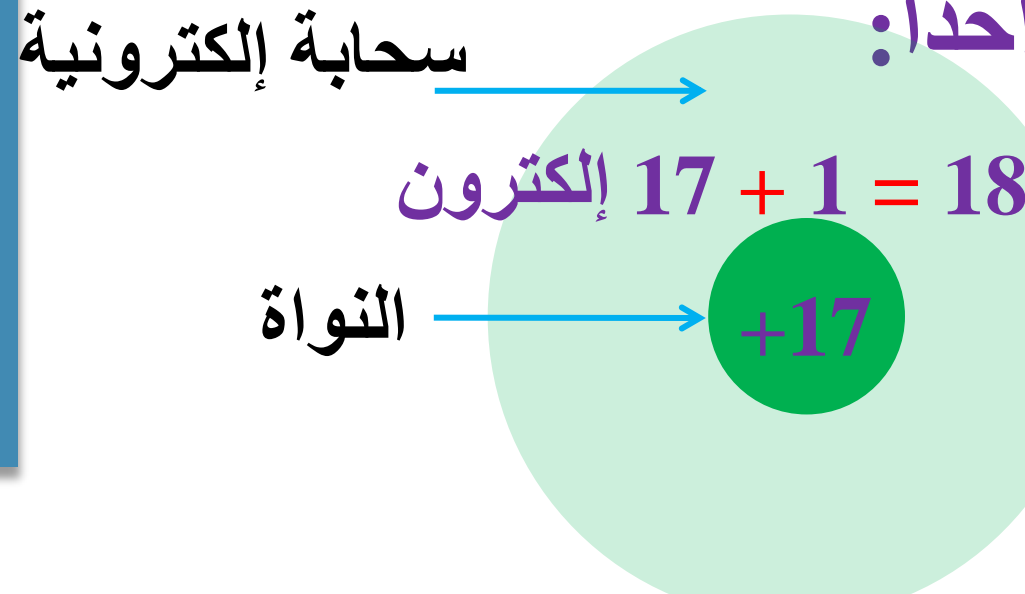 سحابة إلكترونية
17 + 1 = 18 إلكترون
النواة
+17